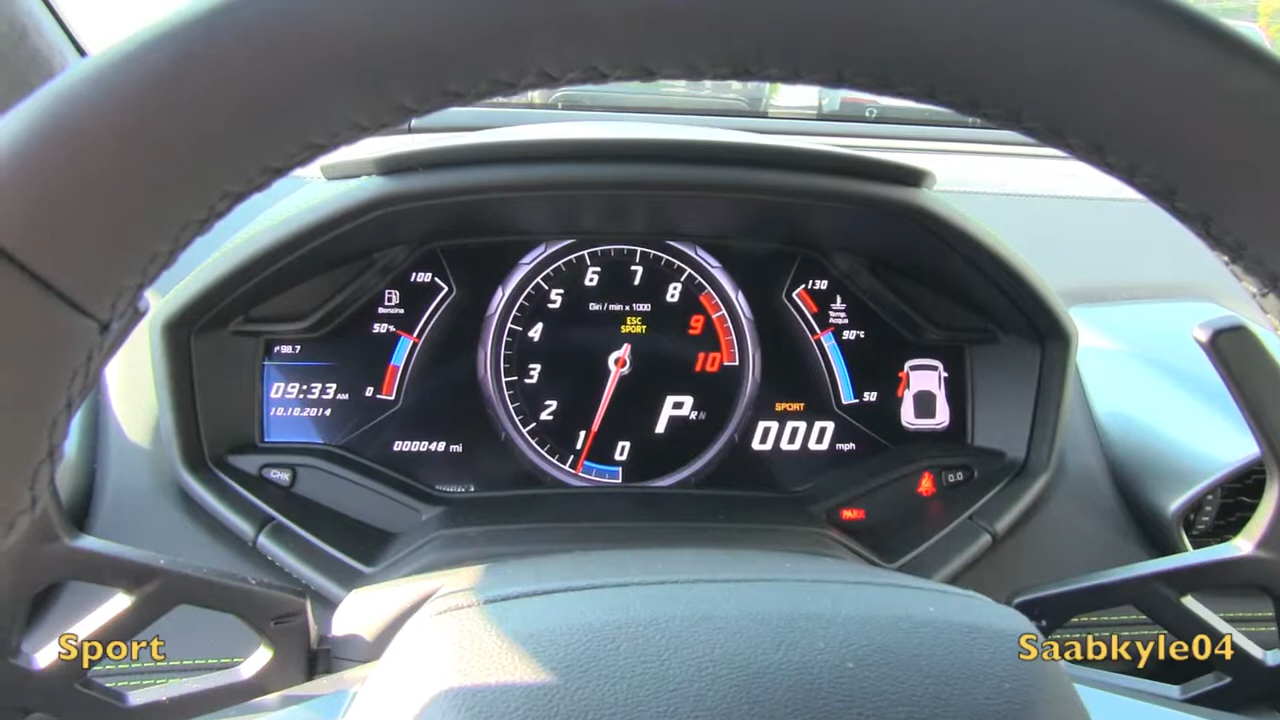 100
Benzina
50%
0
↱98.7
09:33 AM
10.10.2014
000048 mi
CHK
0
1
2
3
4
5
6
7
8
9
10
Giri / min x 1000
ESC
SPORT
P R N
130
Temp.
Acqua
90°C
50
SPORT
000 mph
0.0
PARK
Sport
Saabkyle04